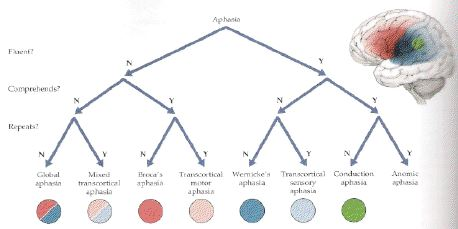 Aphasia
Fluent?
N Y
Comprehends?
N Y N Y
Repeats?
N Y N Y N Y N Y
Global aphasia
Mixed transcortical aphasia
Broca's aphasia
Transcortical motor aphasia
Wernicke's aphasia
Transcortical sensory aphasia
Conduction aphasia
Anomic aphasia